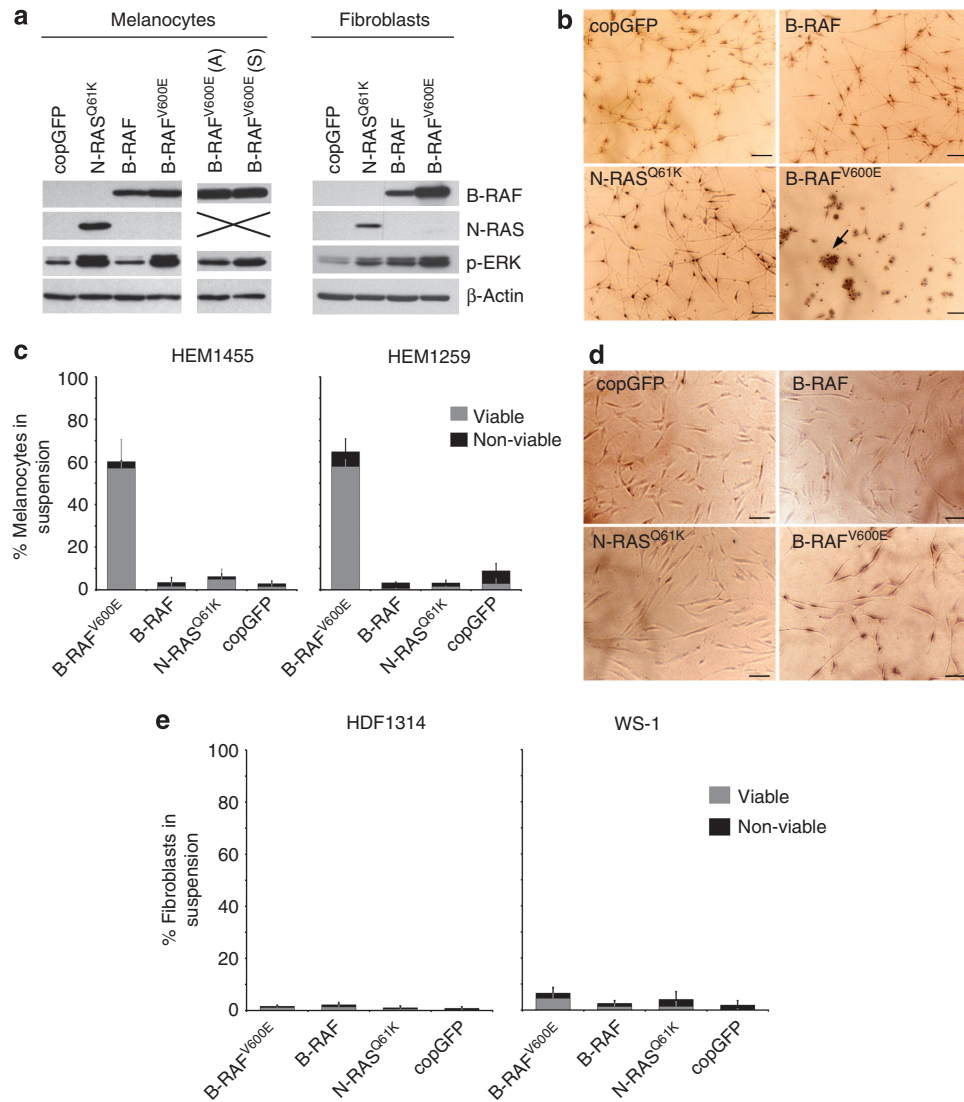 a
Melanocytes
Fibroblasts
copGFP
N-RASQ61K
B-RAF
B-RAFV600E
B-RAFV600E(A)
B-RAFV600E(S)
copGFP
N-RASQ61K
B-RAF
B-RAFV600E
B-RAF
N-RAS
p-ERK
β-Actin
b
copGFP
B-RAF
N-RASQ61K
B-RAFV600E
c
HEM1455
HEM1259
% Melanocytes in
suspension
100
80
60
40
20
0
Viable
Non-viable
B-RAFV600E
B-RAF
N-RASQ61K
copGFP
B-RAFV600E
B-RAF
N-RASQ61K
copGFP
d
copGFP
B-RAF
N-RASQ61K
B-RAFV600E
e
HDF1314
WS-1
% Fibroblasts in
suspension
100
80
60
40
20
0
Viable
Non-viable
B-RAFV600E
B-RAF
N-RASQ61K
copGFP
B-RAFV600E
B-RAF
N-RASQ61K
copGFP